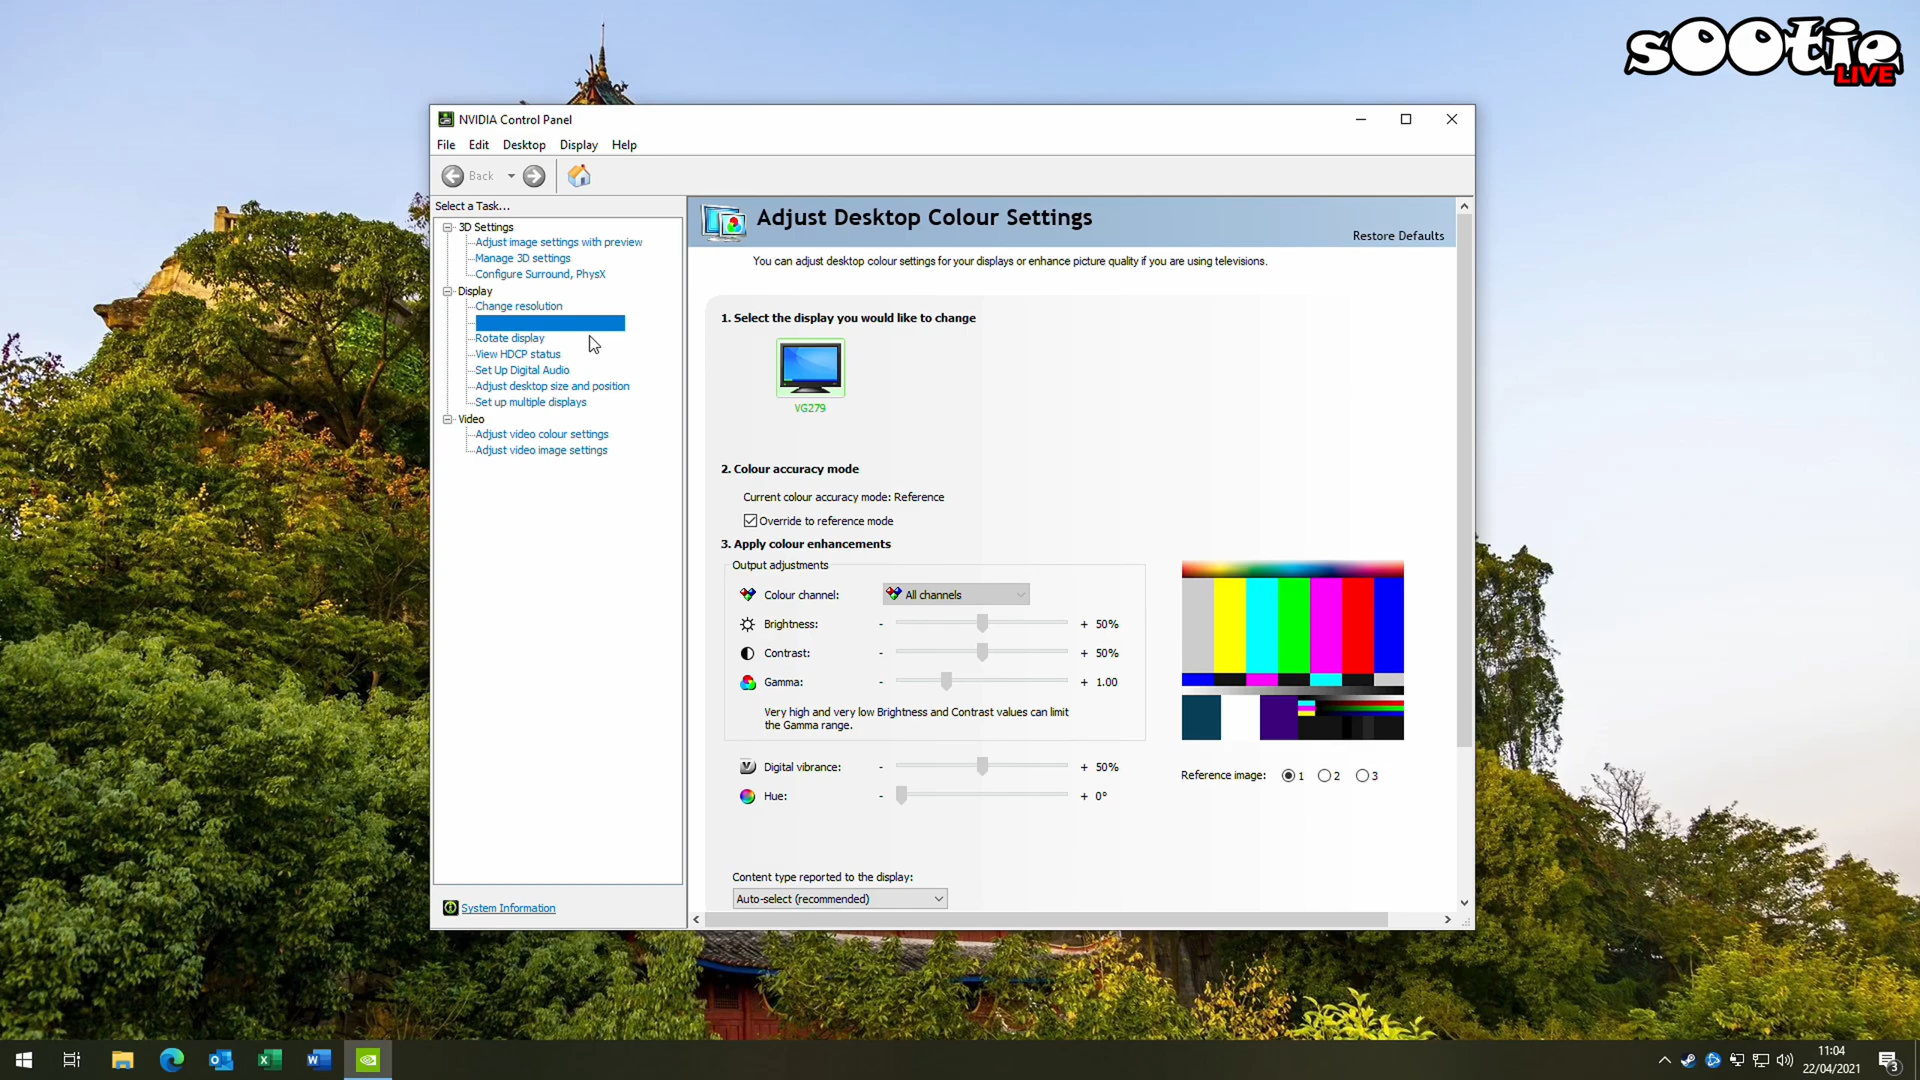 sOOtie
LIVE
NVIDIA Control Panel
File Edit Desktop Display Help
Back
Select a Task...
3D Settings
Adjust image settings with preview
Manage 3D settings
Configure Surround, PhysX
Display
Change resolution
Rotate display
View HDCP status
Set Up Digital Audio
Adjust desktop size and position
Set up multiple displays
Video
Adjust video colour settings
Adjust video image settings
System Information
Adjust Desktop Colour Settings
Restore Defaults
You can adjust desktop colour settings for your displays or enhance picture quality if you are using televisions.
1. Select the display you would like to change
VG279
2. Colour accuracy mode
Current colour accuracy mode: Reference
Override to reference mode
3. Apply colour enhancements
Output adjustments
Colour channel: All channels
Brightness: - + 50%
Contrast: - + 50%
Gamma: - + 1.00
Very high and very low Brightness and Contrast values can limit
the Gamma range.
Digital vibrance: - + 50%
Hue: - + 0°
Reference image: 1 2 3
Content type reported to the display:
Auto-select (recommended)
11:04
22/04/2021
3